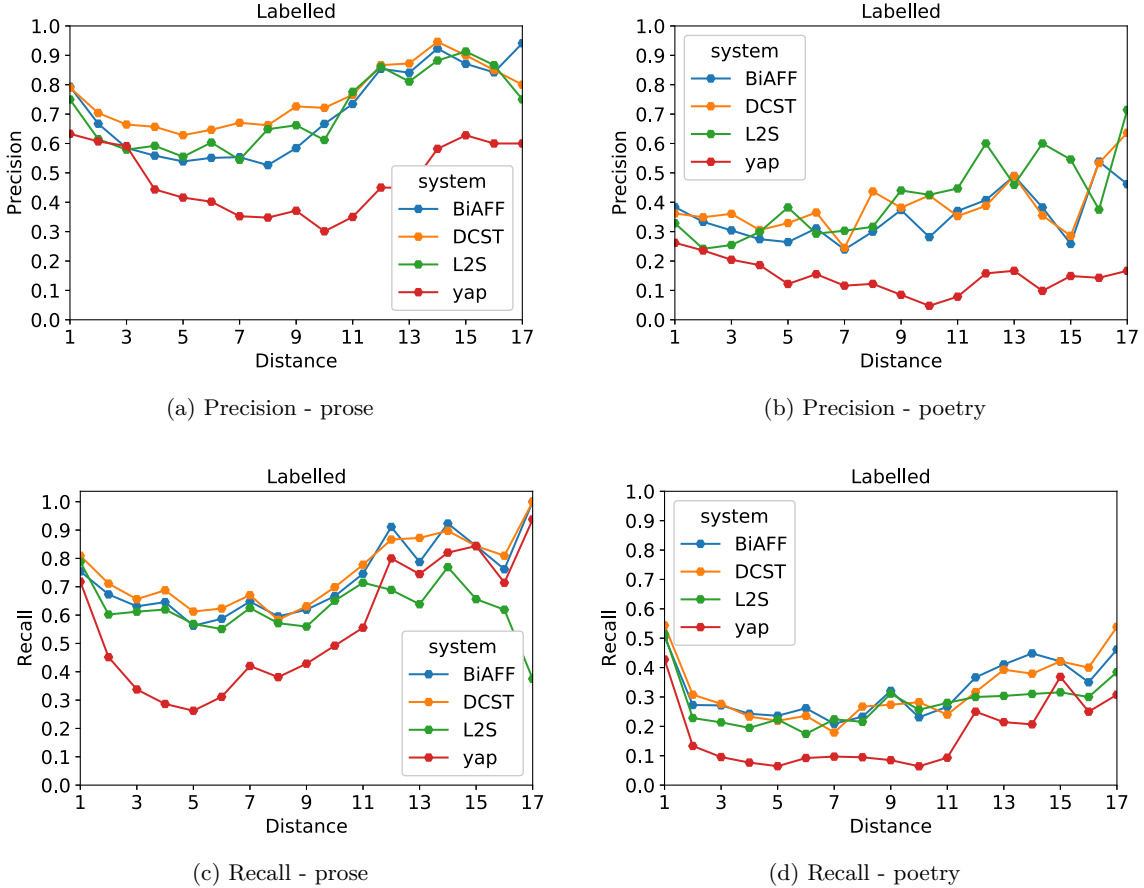 Labelled
1.0
0.9
0.8
0.7
0.6
0.5
0.4
0.3
0.2
0.1
0.0
Precision
system
BiAFF
DCST
L2S
yap
1 3 5 7 9 11 13 15 17
Distance
(a) Precision - prose
Labelled
1.0
0.9
0.8
0.7
0.6
0.5
0.4
0.3
0.2
0.1
0.0
Precision
system
BiAFF
DCST
L2S
yap
1 3 5 7 9 11 13 15 17
Distance
(b) Precision - poetry
Labelled
1.0
0.9
0.8
0.7
0.6
0.5
0.4
0.3
0.2
0.1
0.0
Recall
system
BiAFF
DCST
L2S
yap
1 3 5 7 9 11 13 15 17
Distance
(c) Recall - prose
Labelled
1.0
0.9
0.8
0.7
0.6
0.5
0.4
0.3
0.2
0.1
0.0
Recall
system
BiAFF
DCST
L2S
yap
1 3 5 7 9 11 13 15 17
Distance
(d) Recall - poetry